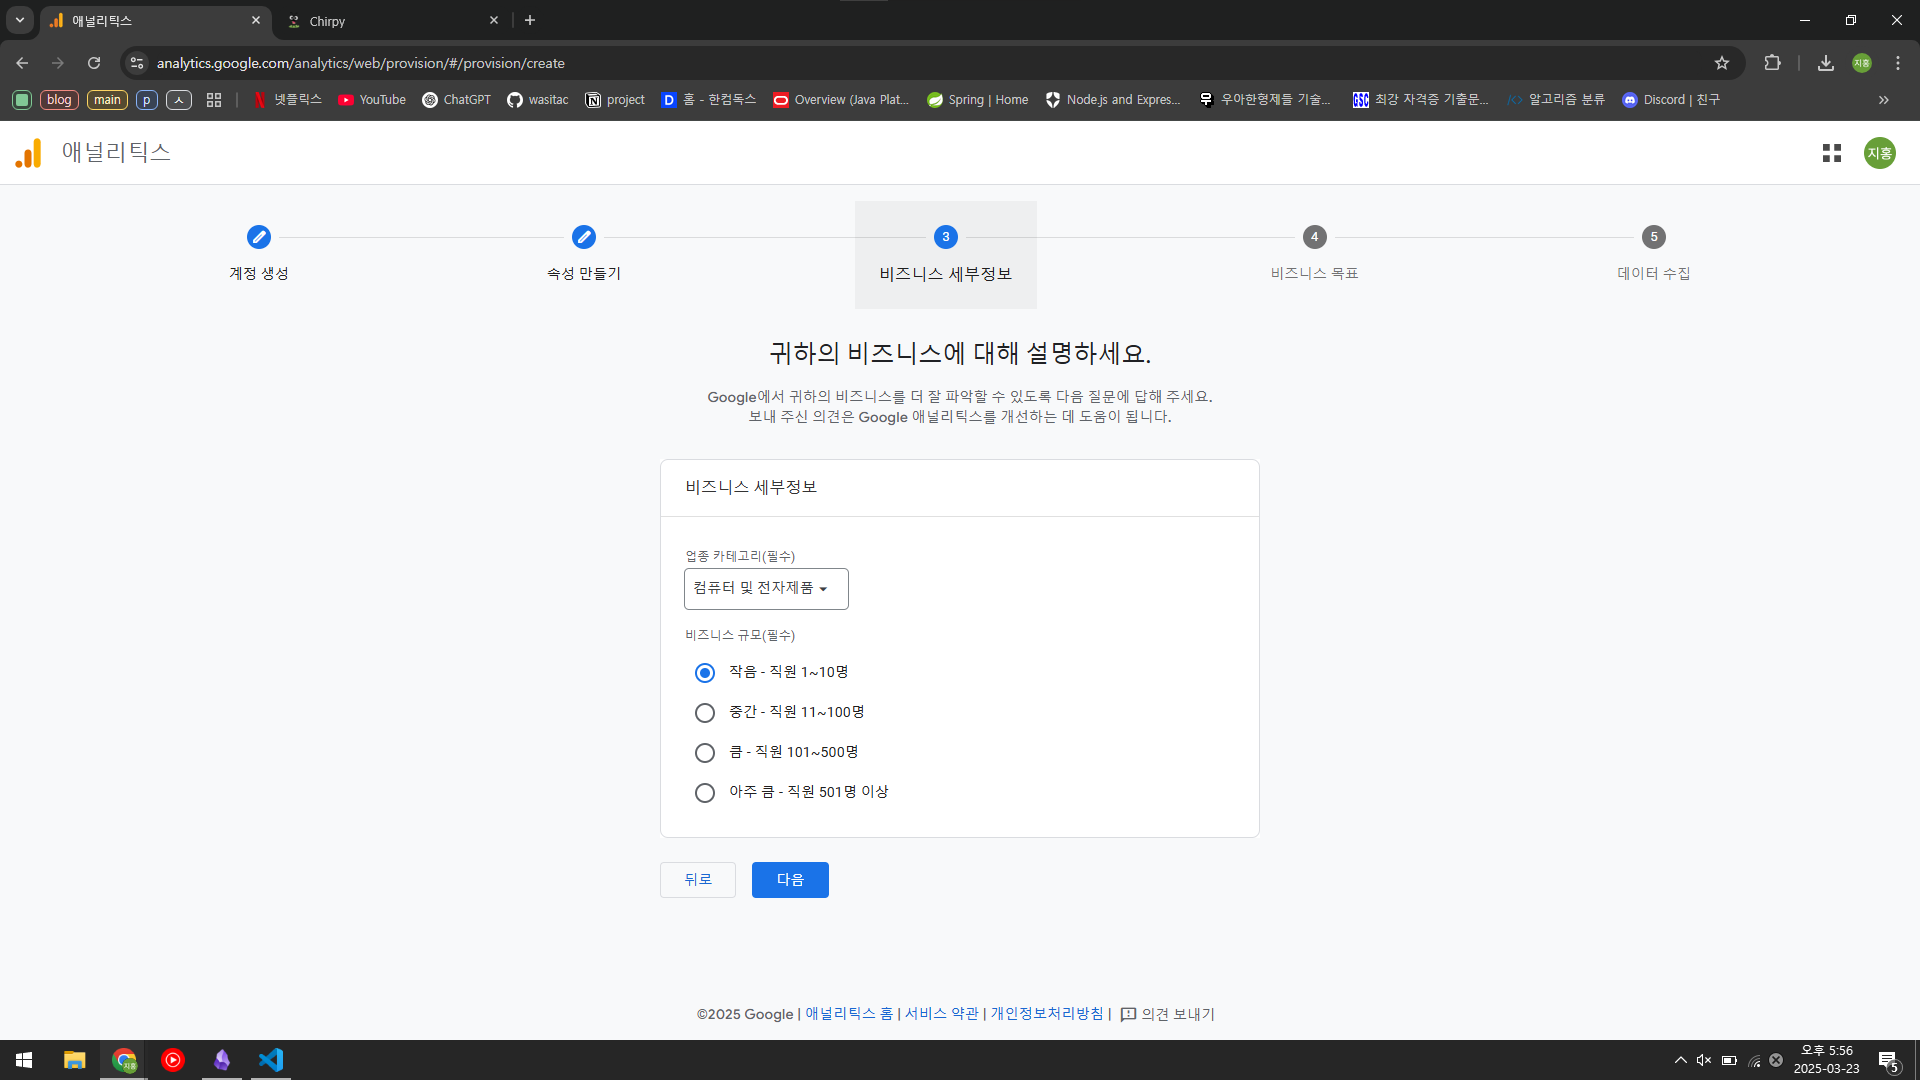 애널리틱스
Chirpy
analytics.google.com/analytics/web/provision/#/provision/create
지홍
blog
main
p
ㅅ
넷플릭스
YouTube
ChatGPT
wasitac
project
홈 - 한컴독스
Overview (Java Plat...
Spring | Home
Node.js and Expres...
우아한형제들 기술...
GSC
최강 자격증 기출문...
알고리즘 분류
Discord | 친구
애널리틱스
지홍
3
4
5
계정 생성
속성 만들기
비즈니스 세부정보
비즈니스 목표
데이터 수집
귀하의 비즈니스에 대해 설명하세요.
Google에서 귀하의 비즈니스를 더 잘 파악할 수 있도록 다음 질문에 답해 주세요.
보내 주신 의견은 Google 애널리틱스를 개선하는 데 도움이 됩니다.
비즈니스 세부정보
업종 카테고리(필수)
컴퓨터 및 전자제품
비즈니스 규모(필수)
작음 - 직원 1~10명
중간 - 직원 11~100명
큼 - 직원 101~500명
아주 큼 - 직원 501명 이상
뒤로
다음
©2025 Google | 애널리틱스 홈 | 서비스 약관 | 개인정보처리방침 | 의견 보내기
지홍
오후 5:56
2025-03-23
5